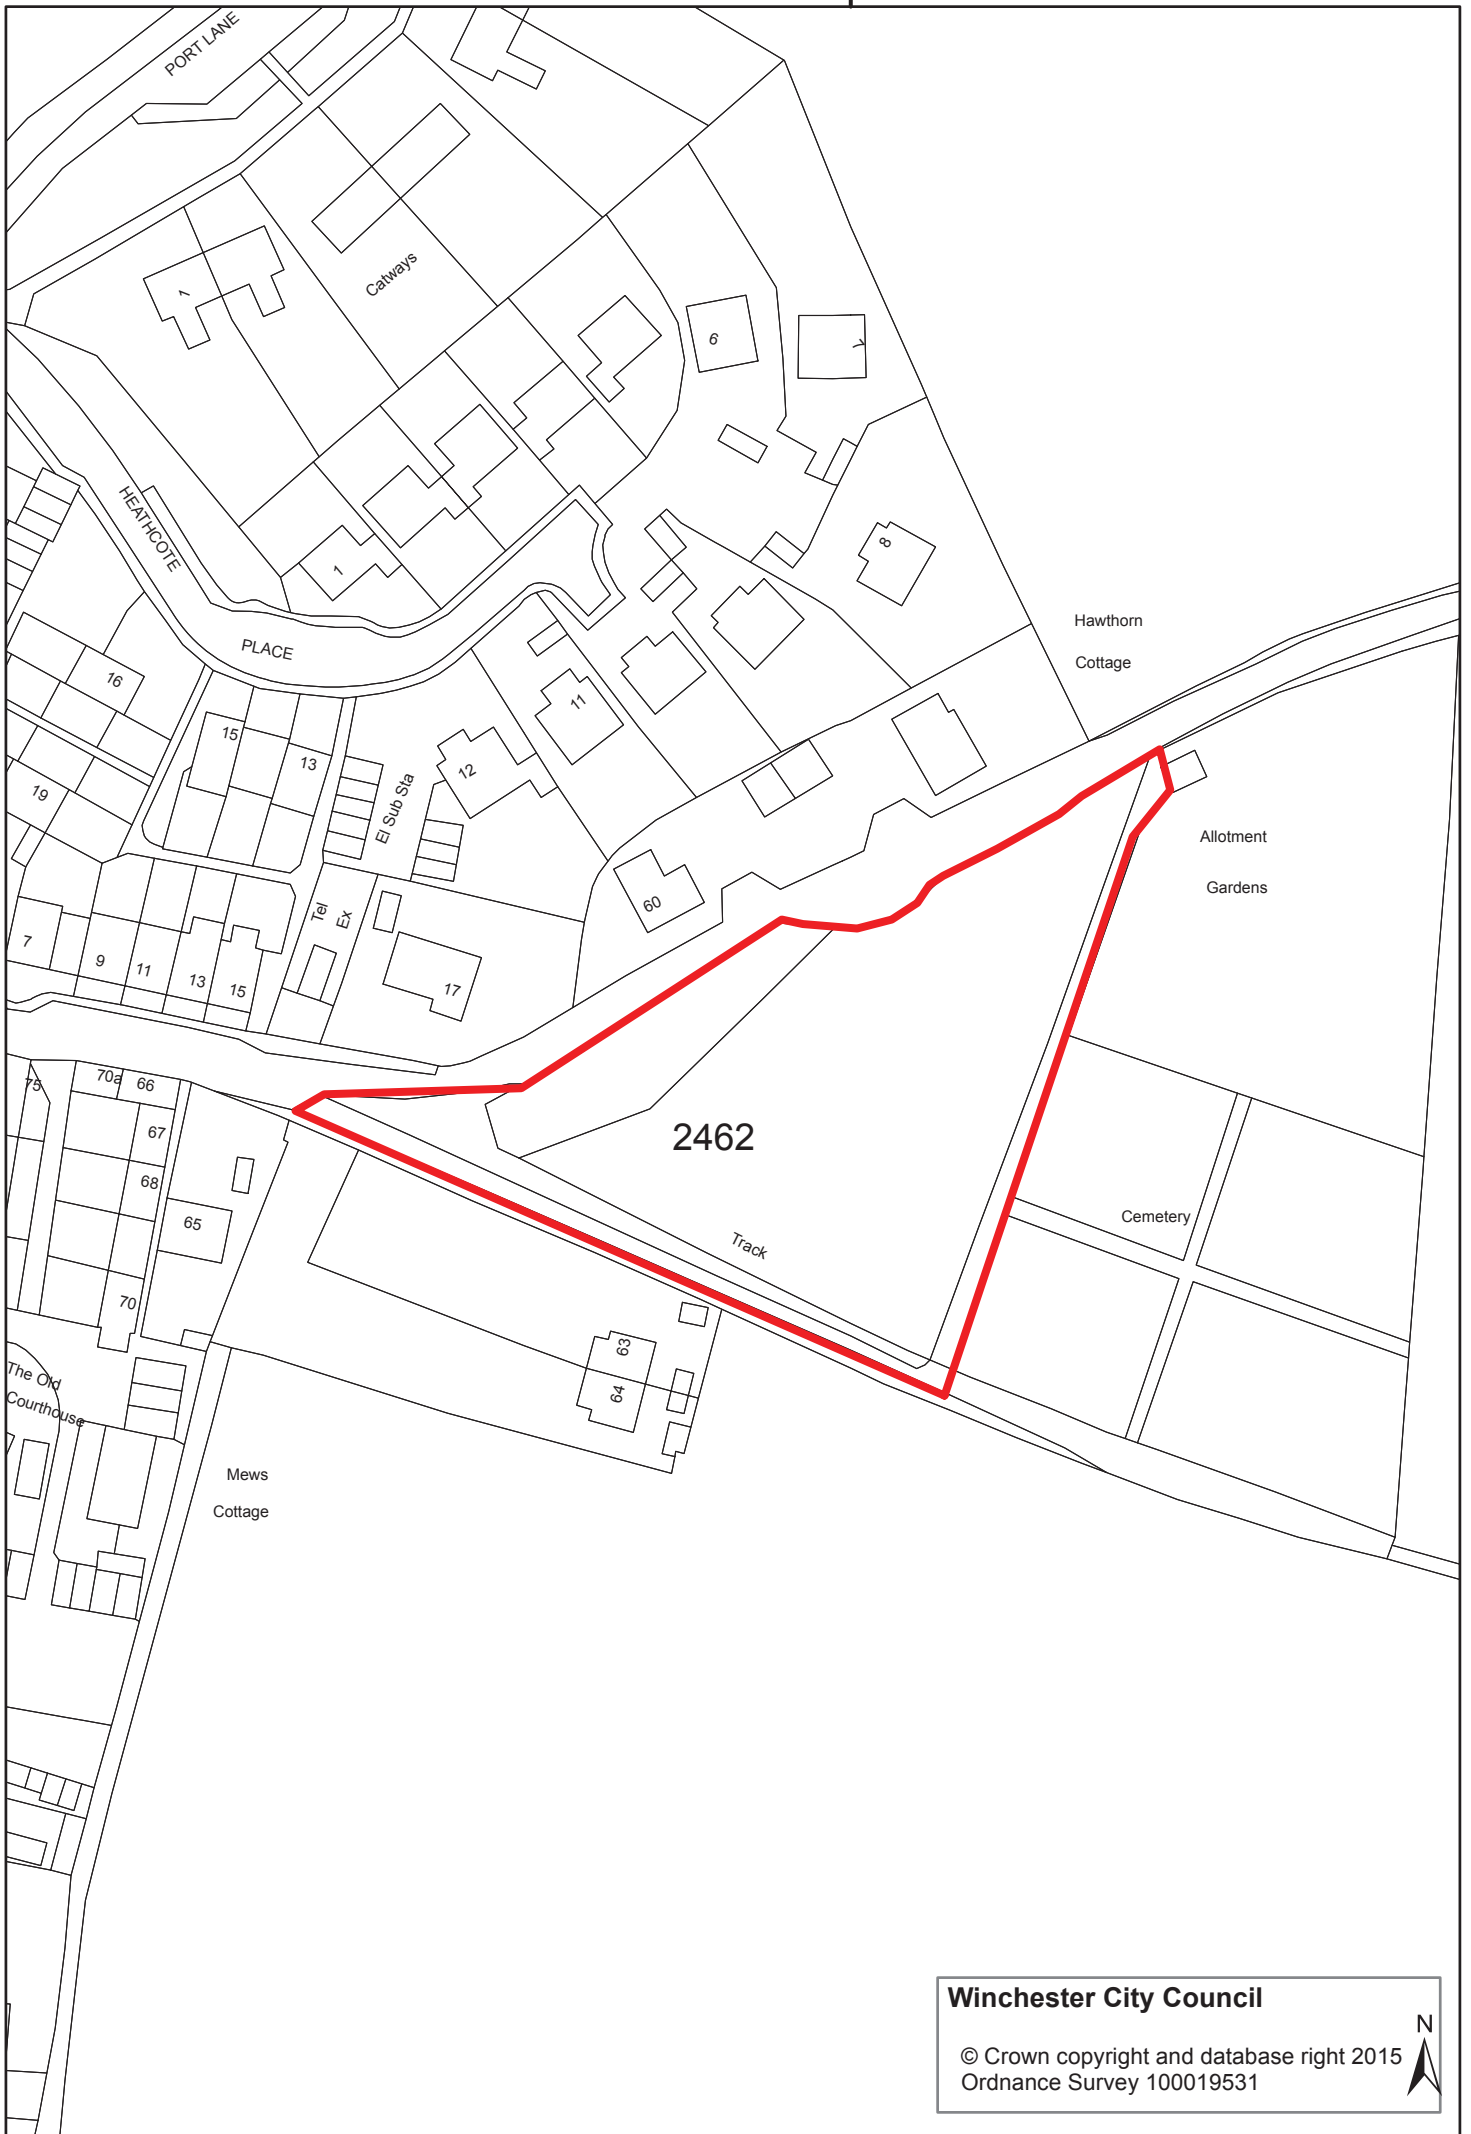 PORT LANE
Catways
1
6
7
HEATHCOTE
8
1
Hawthorn
PLACE
Cottage
16
11
15
13
12
19
El Sub Sta
Allotment
Gardens
60
Tel
Ex
7
9
11
13
15
17
75
70a
66
67
2462
68
65
Cemetery
Track
70
63
64
The Old
Courthouse
Mews
Cottage
Winchester City Council
N
© Crown copyright and database right 2015
Ordnance Survey 100019531